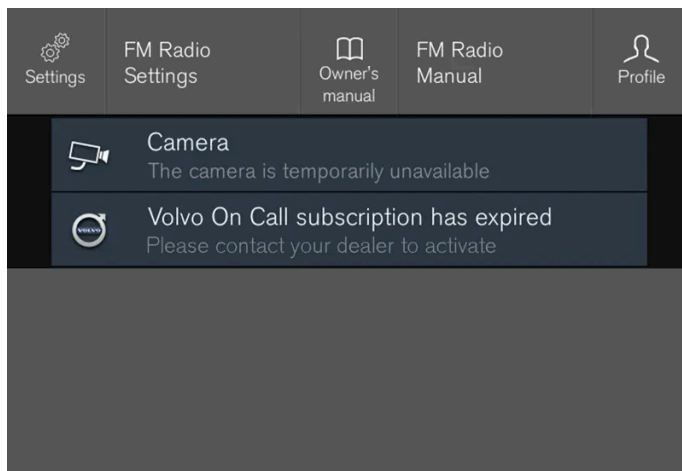 Settings
FM Radio
Settings
Owner's
manual
FM Radio
Manual
Profile
Camera
The camera is temporarily unavailable
VOLVO
Volvo On Call subscription has expired
Please contact your dealer to activate